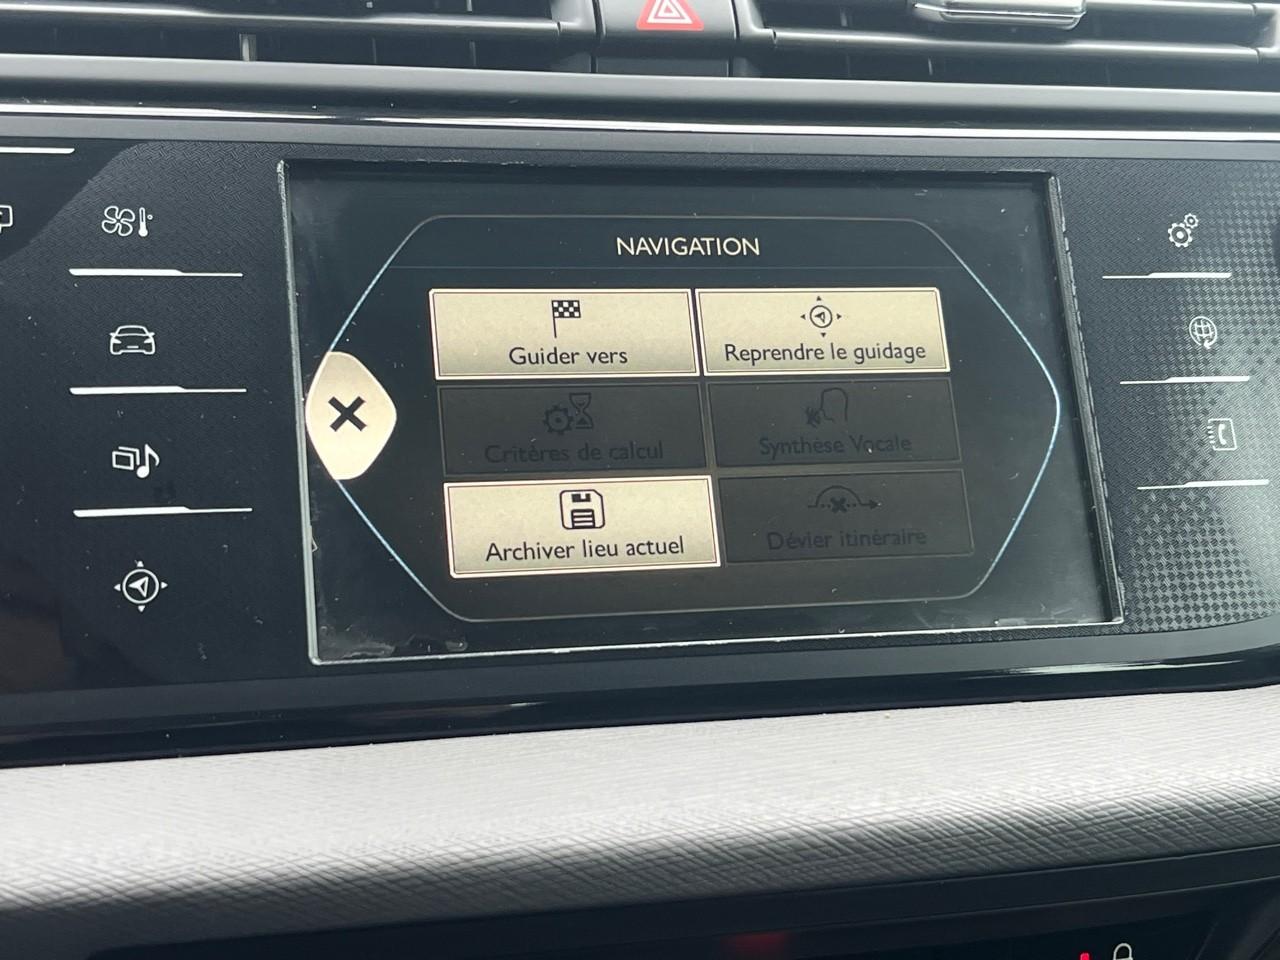 NAVIGATION
Guider vers
Reprendre le guidage
Critères de calcul
Synthèse Vocale
Archiver lieu actuel
Dévier itinéraire